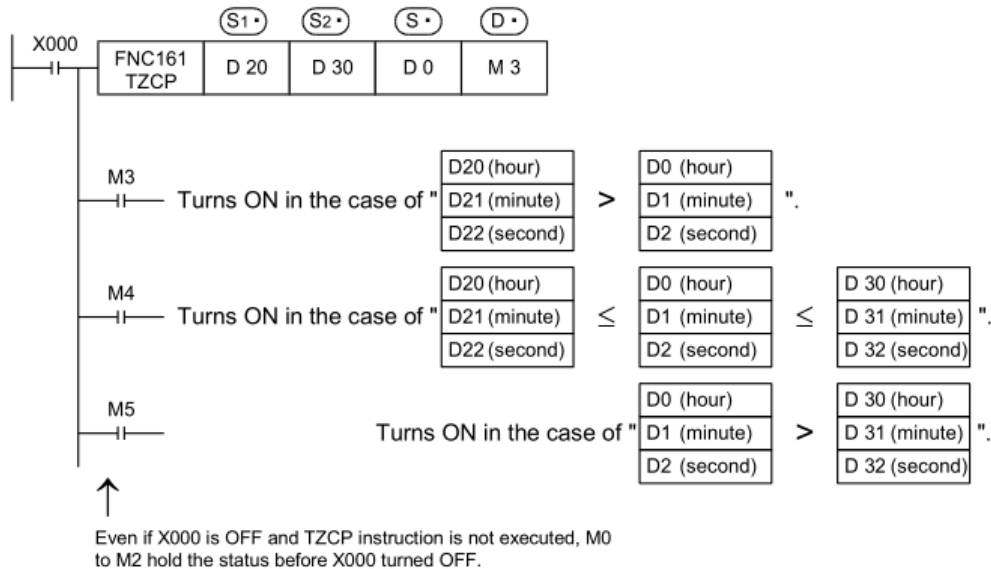 S1・ S2・ S・ D・
X000
FNC161 TZCP D 20 D 30 D 0 M 3
M3
Turns ON in the case of "
D20 (hour)
D21 (minute)
D22 (second)
>
D0 (hour)
D1 (minute)
D2 (second)
".
M4
Turns ON in the case of "
D20 (hour)
D21 (minute)
D22 (second)
≤
D0 (hour)
D1 (minute)
D2 (second)
≤
D 30 (hour)
D 31 (minute)
D 32 (second)
".
M5
Turns ON in the case of "
D0 (hour)
D1 (minute)
D2 (second)
>
D 30 (hour)
D 31 (minute)
D 32 (second)
".
Even if X000 is OFF and TZCP instruction is not executed, M0
to M2 hold the status before X000 turned OFF.